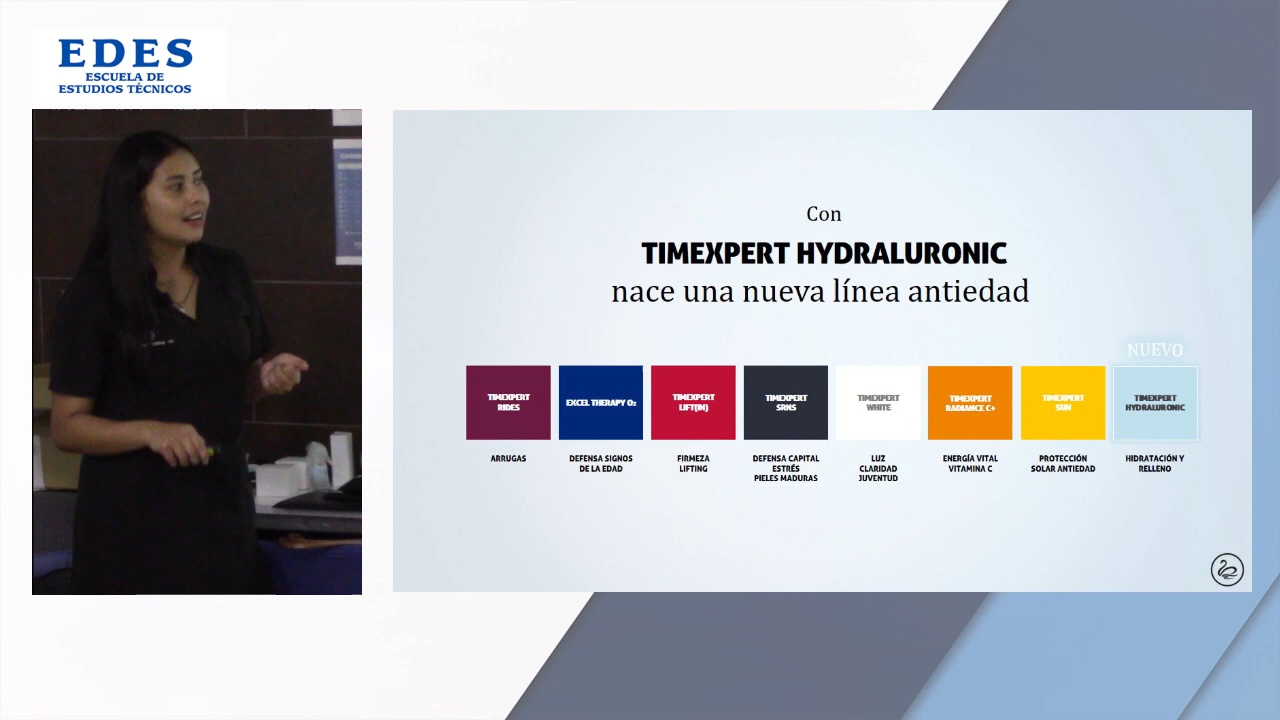 EDES
ESCUELA DE
ESTUDIOS TÉCNICOS
Con
TIMEXPERT HYDRALURONIC
nace una nueva línea antiedad
NUEVO
TIMEXPERT
RIDES
EXCEL THERAPY O₂
TIMEXPERT
LIFT(IN)
TIMEXPERT
SRNS
TIMEXPERT
WHITE
TIMEXPERT
RADIANCE C+
TIMEXPERT
SUN
TIMEXPERT
HYDRALURONIC
ARRUGAS
DEFENSA SIGNOS
DE LA EDAD
FIRMEZA
LIFTING
DEFENSA CAPITAL
ESTRÉS
PIELES MADURAS
LUZ
CLARIDAD
JUVENTUD
ENERGÍA VITAL
VITAMINA C
PROTECCIÓN
SOLAR ANTIEDAD
HIDRATACIÓN Y
RELLENO